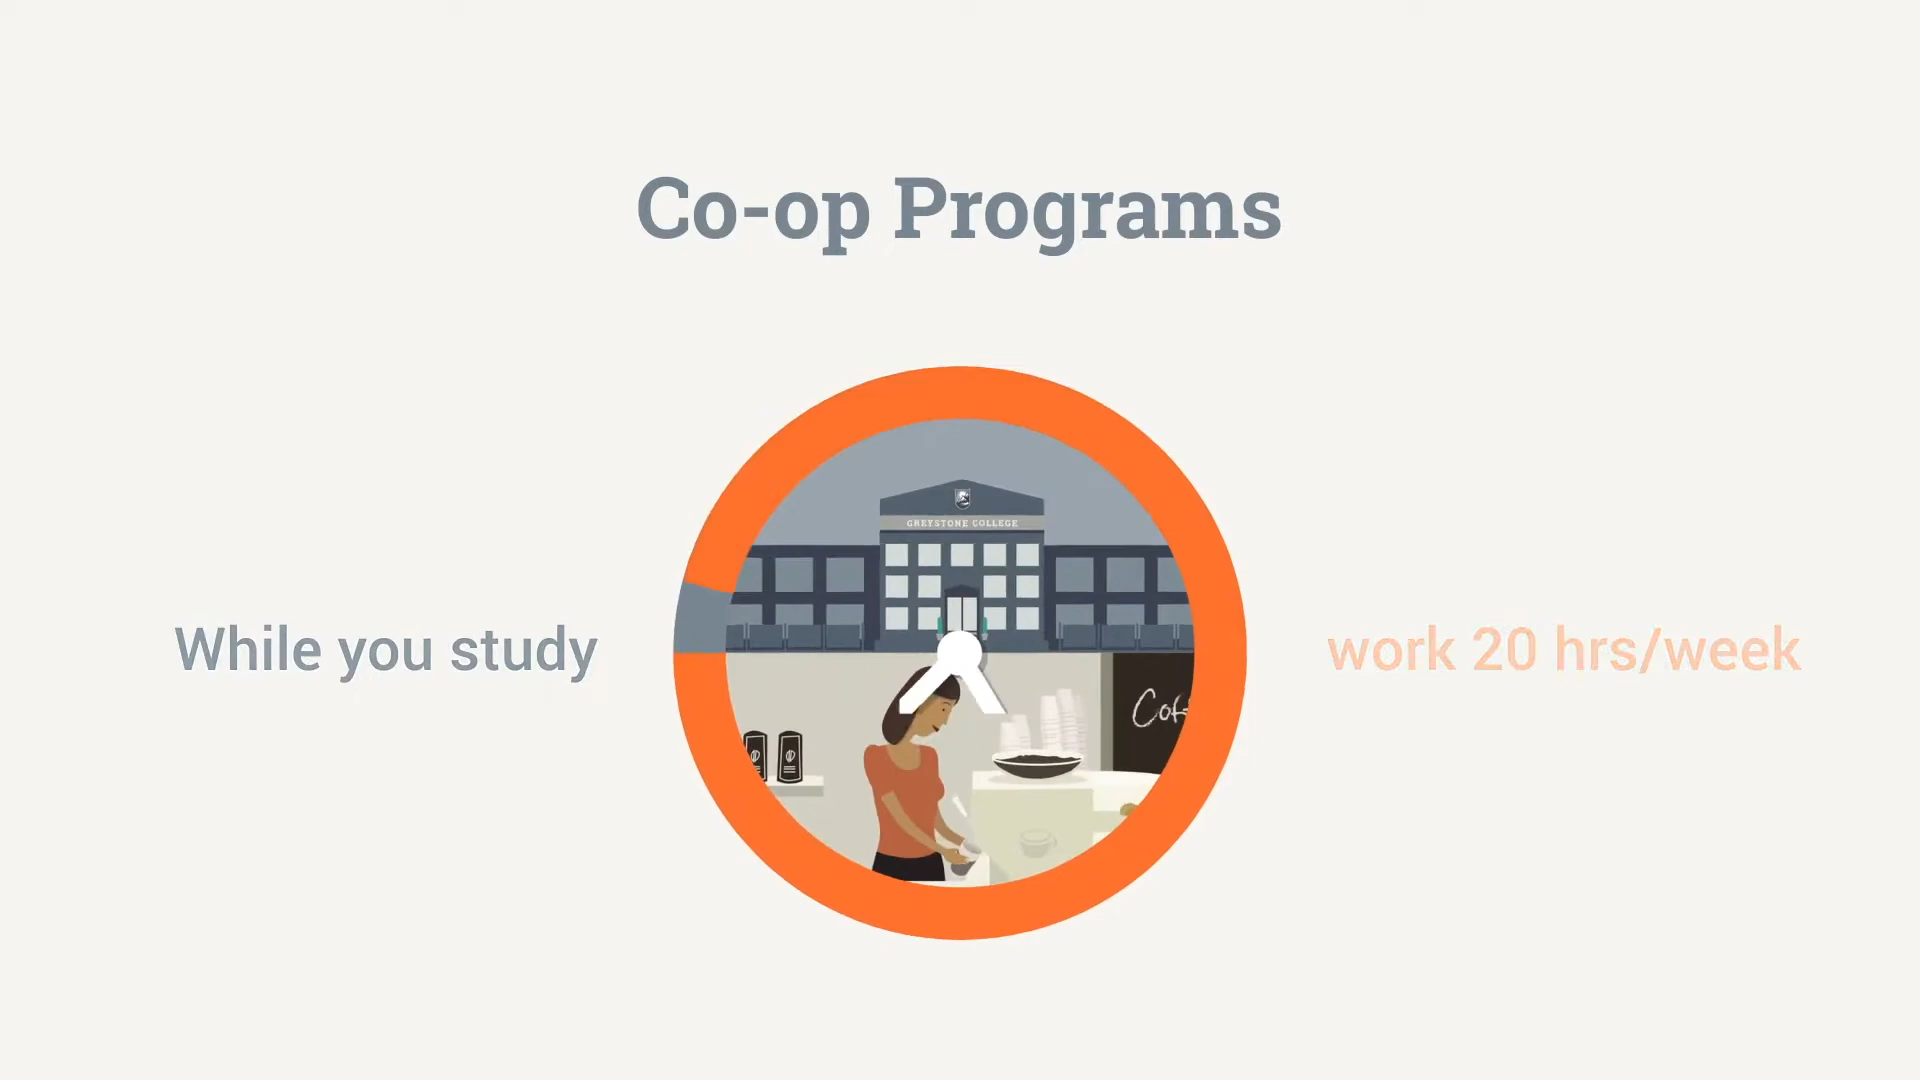 Co-op Programs
GREYSTONE COLLEGE
While you study
work 20 hrs/week